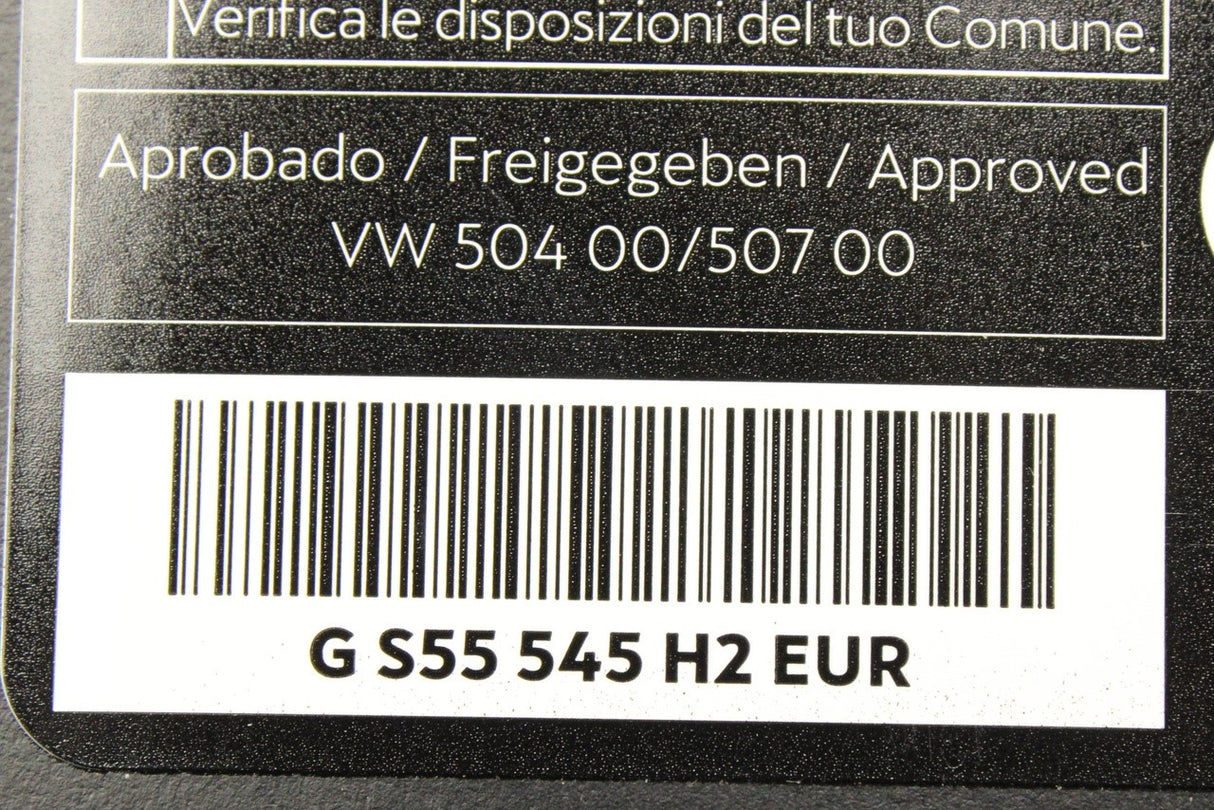 Verifica le disposizioni del tuo Comune.
Aprobado / Freigegeben / Approved
VW 504 00/507 00
G S55 545 H2 EUR